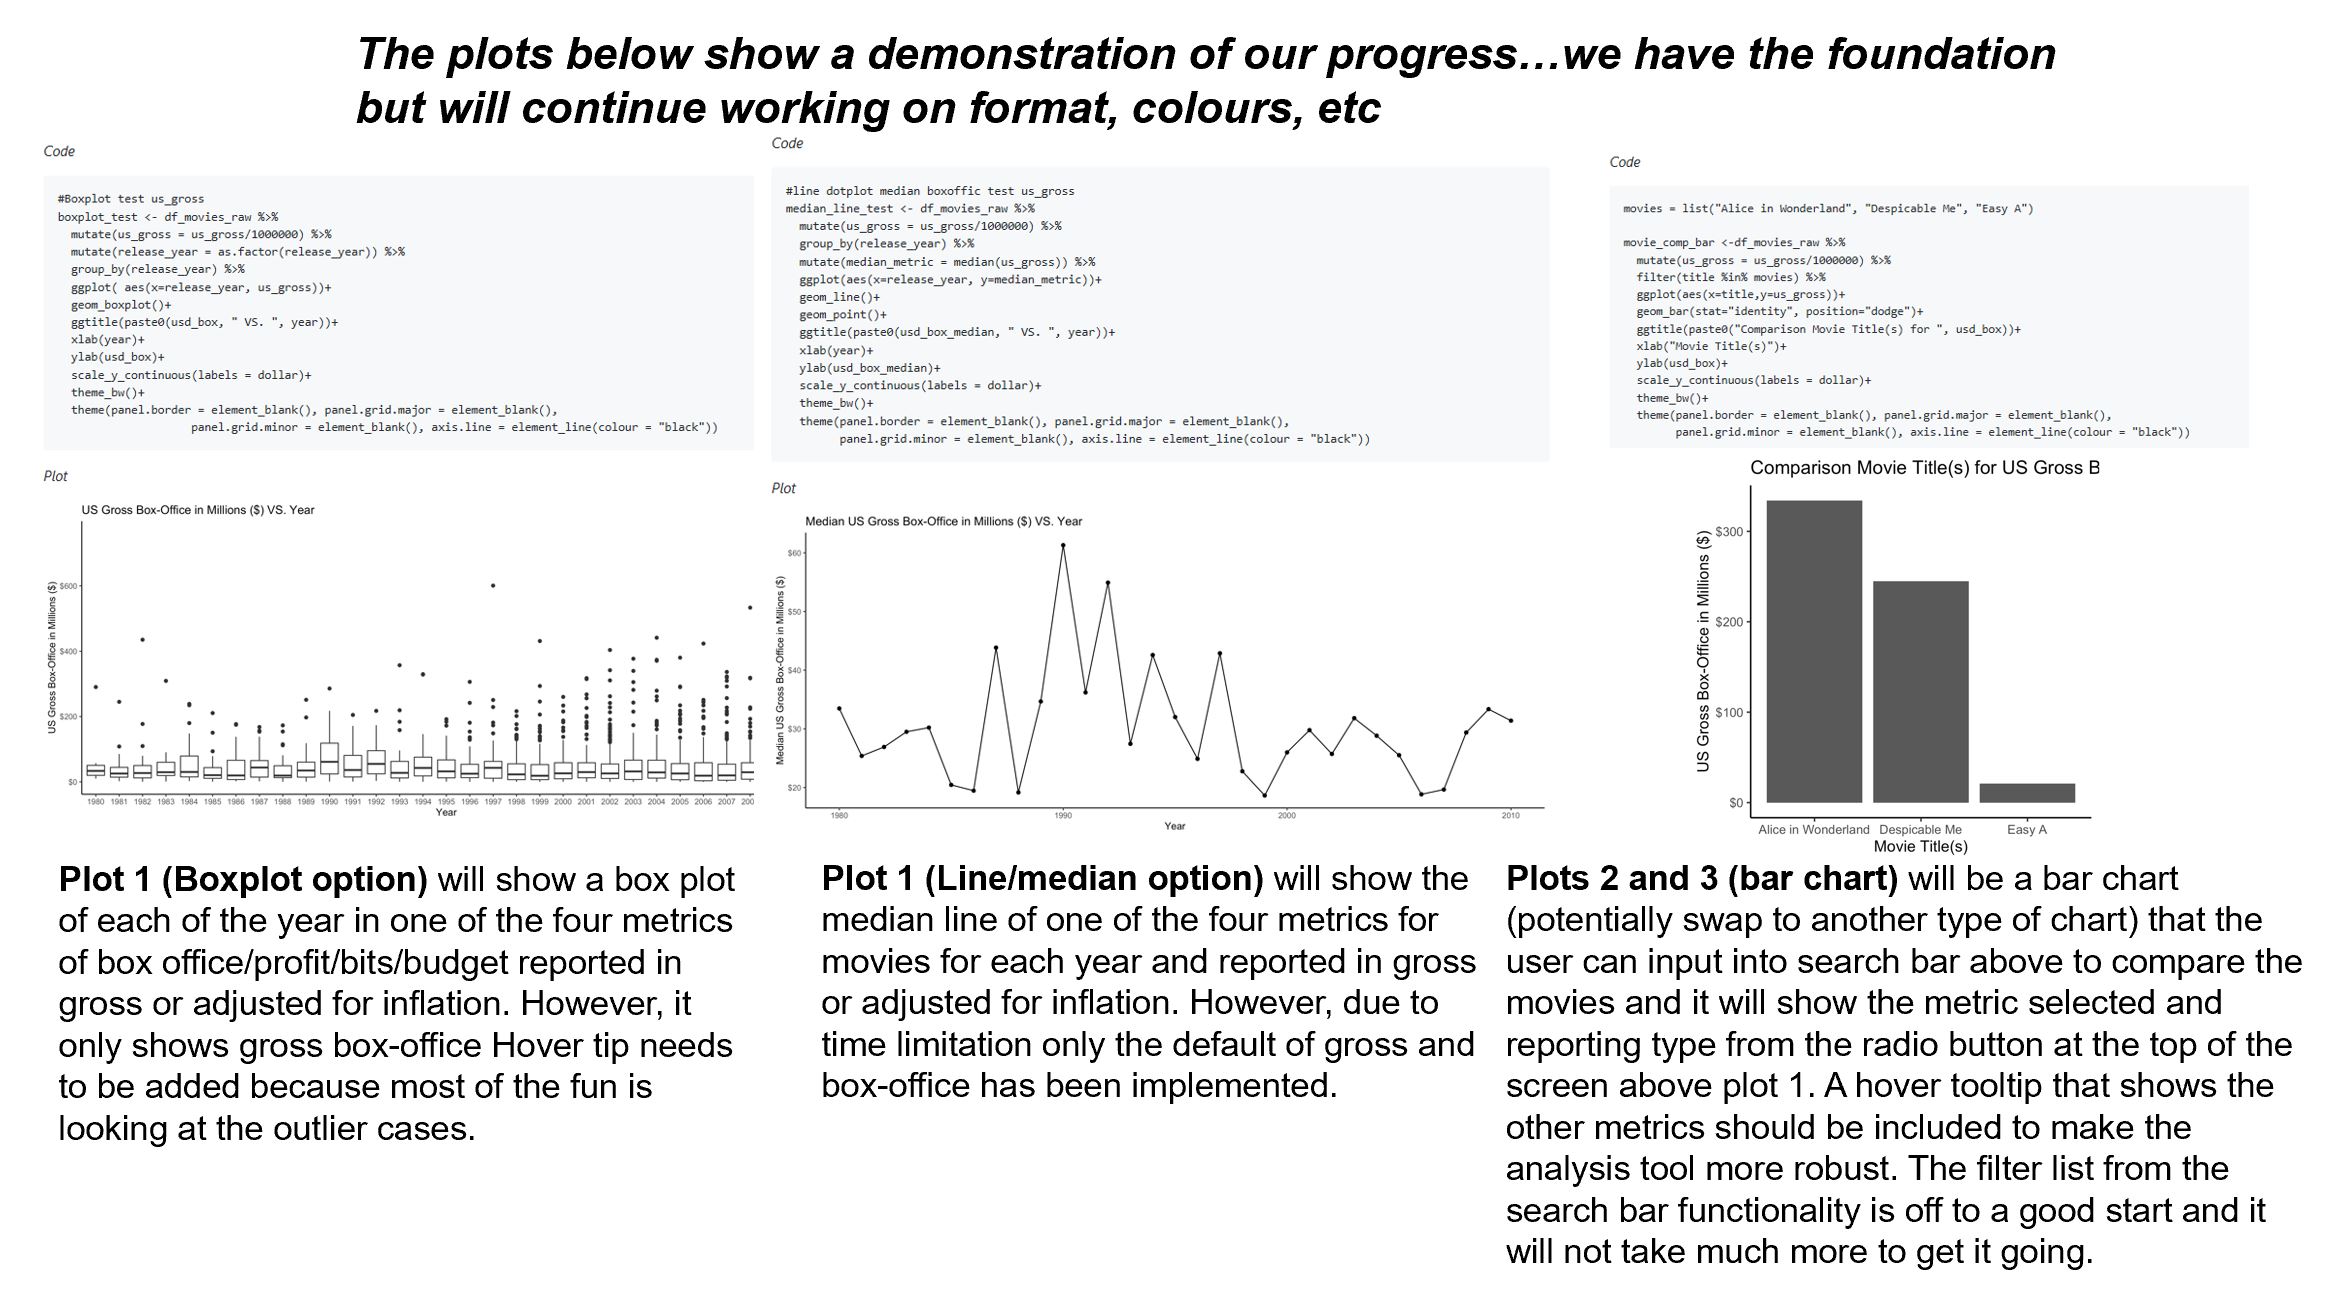 The plots below show a demonstration of our progress…we have the foundation
but will continue working on format, colours, etc
Code
#Boxplot test us_gross
boxplot_test <- df_movies_raw %>%
  mutate(us_gross = us_gross/1000000) %>%
  mutate(release_year = as.factor(release_year)) %>%
  group_by(release_year) %>%
  ggplot( aes(x=release_year, us_gross))+
  geom_boxplot()+
  ggtitle(paste0(usd_box, " VS. ", year))+
  xlab(year)+
  ylab(usd_box)+
  scale_y_continuous(labels = dollar)+
  theme_bw()+
  theme(panel.border = element_blank(), panel.grid.major = element_blank(),
                    panel.grid.minor = element_blank(), axis.line = element_line(colour = "black"))
Plot
US Gross Box-Office in Millions ($) VS. Year
US Gross Box-Office in Millions ($)
$600
$400
$200
$0
1980 1981 1982 1983 1984 1985 1986 1987 1988 1989 1990 1991 1992 1993 1994 1995 1996 1997 1998 1999 2000 2001 2002 2003 2004 2005 2006 2007 200
Year
Plot 1 (Boxplot option) will show a box plot
of each of the year in one of the four metrics
of box office/profit/bits/budget reported in
gross or adjusted for inflation. However, it
only shows gross box-office Hover tip needs
to be added because most of the fun is
looking at the outlier cases.
Code
#line dotplot median boxoffic test us_gross
median_line_test <- df_movies_raw %>%
  mutate(us_gross = us_gross/1000000) %>%
  group_by(release_year) %>%
  mutate(median_metric = median(us_gross)) %>%
  ggplot(aes(x=release_year, y=median_metric))+
  geom_line()+
  geom_point()+
  ggtitle(paste0(usd_box_median, " VS. ", year))+
  xlab(year)+
  ylab(usd_box_median)+
  scale_y_continuous(labels = dollar)+
  theme_bw()+
  theme(panel.border = element_blank(), panel.grid.major = element_blank(),
        panel.grid.minor = element_blank(), axis.line = element_line(colour = "black"))
Plot
Median US Gross Box-Office in Millions ($) VS. Year
Median US Gross Box-Office in Millions ($)
$60
$50
$40
$30
$20
1980 1990 2000 2010
Year
Plot 1 (Line/median option) will show the
median line of one of the four metrics for
movies for each year and reported in gross
or adjusted for inflation. However, due to
time limitation only the default of gross and
box-office has been implemented.
Code
movies = list("Alice in Wonderland", "Despicable Me", "Easy A")
movie_comp_bar <-df_movies_raw %>%
  mutate(us_gross = us_gross/1000000) %>%
  filter(title %in% movies) %>%
  ggplot(aes(x=title,y=us_gross))+
  geom_bar(stat="identity", position="dodge")+
  ggtitle(paste0("Comparison Movie Title(s) for ", usd_box))+
  xlab("Movie Title(s)")+
  ylab(usd_box)+
  scale_y_continuous(labels = dollar)+
  theme_bw()+
  theme(panel.border = element_blank(), panel.grid.major = element_blank(),
        panel.grid.minor = element_blank(), axis.line = element_line(colour = "black"))
Comparison Movie Title(s) for US Gross B
US Gross Box-Office in Millions ($)
$300
$200
$100
$0
Alice in Wonderland Despicable Me Easy A
Movie Title(s)
Plots 2 and 3 (bar chart) will be a bar chart
(potentially swap to another type of chart) that the
user can input into search bar above to compare the
movies and it will show the metric selected and
reporting type from the radio button at the top of the
screen above plot 1. A hover tooltip that shows the
other metrics should be included to make the
analysis tool more robust. The filter list from the
search bar functionality is off to a good start and it
will not take much more to get it going.